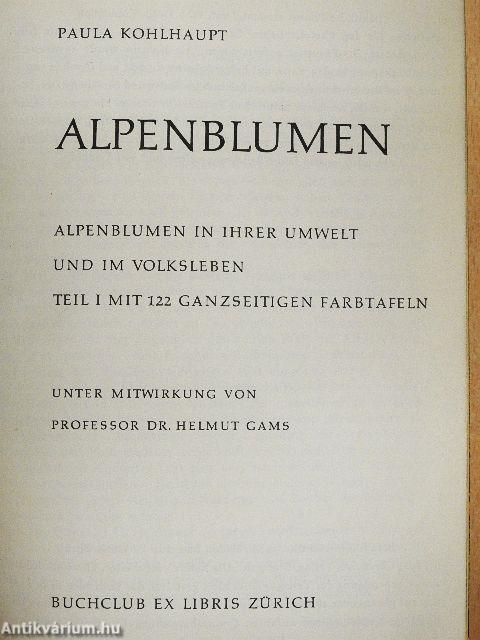 PAULA KOHLHAUPT
ALPENBLUMEN
ALPENBLUMEN IN IHRER UMWELT
UND IM VOLKSLEBEN
TEIL I MIT 122 GANZSEITIGEN FARBTAFELN
UNTER MITWIRKUNG VON
PROFESSOR DR. HELMUT GAMS
BUCHCLUB EX LIBRIS ZÜRICH
Antikvárium.hu